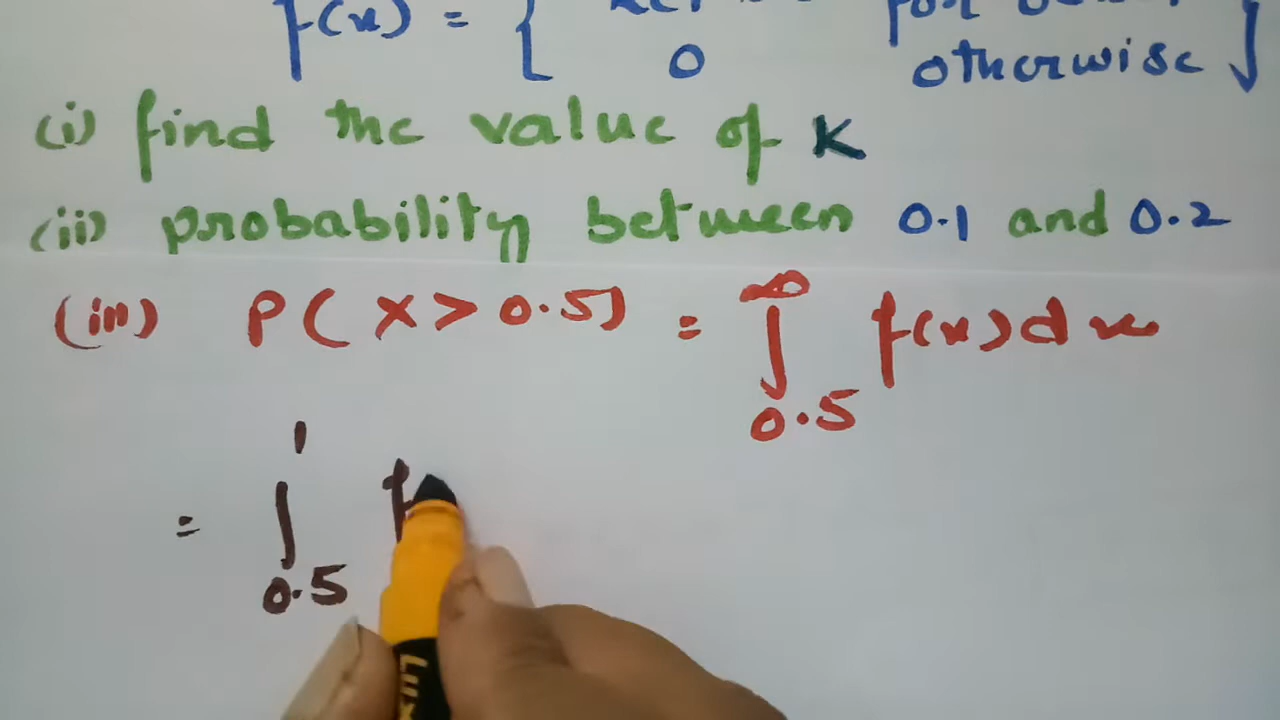 f(x) = { 
0 otherwise }
(i) find the value of K
(ii) probability between 0.1 and 0.2
(iii) P( X > 0.5) = ∫ 0.5 ∞ f(x) dx
= ∫ 0.5 1 f